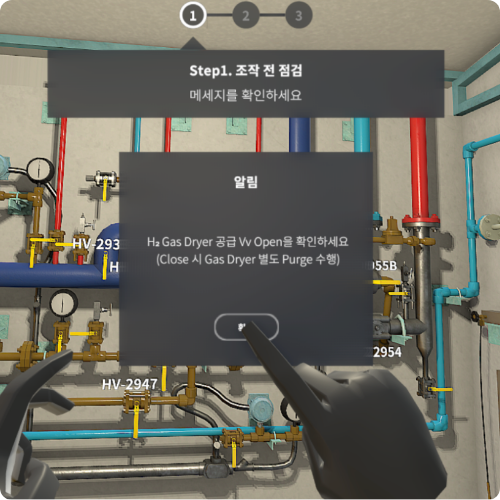 1 2 3
Step1. 조작 전 점검
메세지를 확인하세요
알림
H₂ Gas Dryer 공급 Vv Open을 확인하세요
(Close 시 Gas Dryer 별도 Purge 수행)
HV-293
H
055B
2954
HV-2947